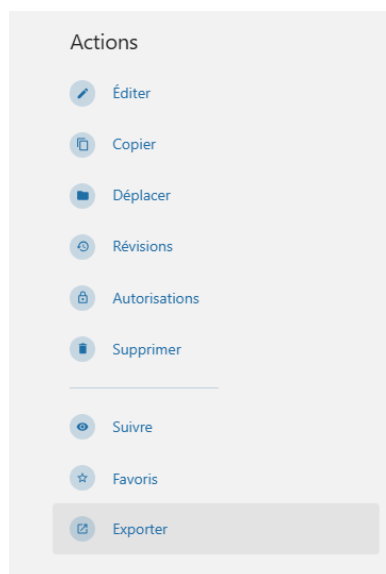 Actions
Éditer
Copier
Déplacer
Révisions
Autorisations
Supprimer
Suivre
Favoris
Exporter